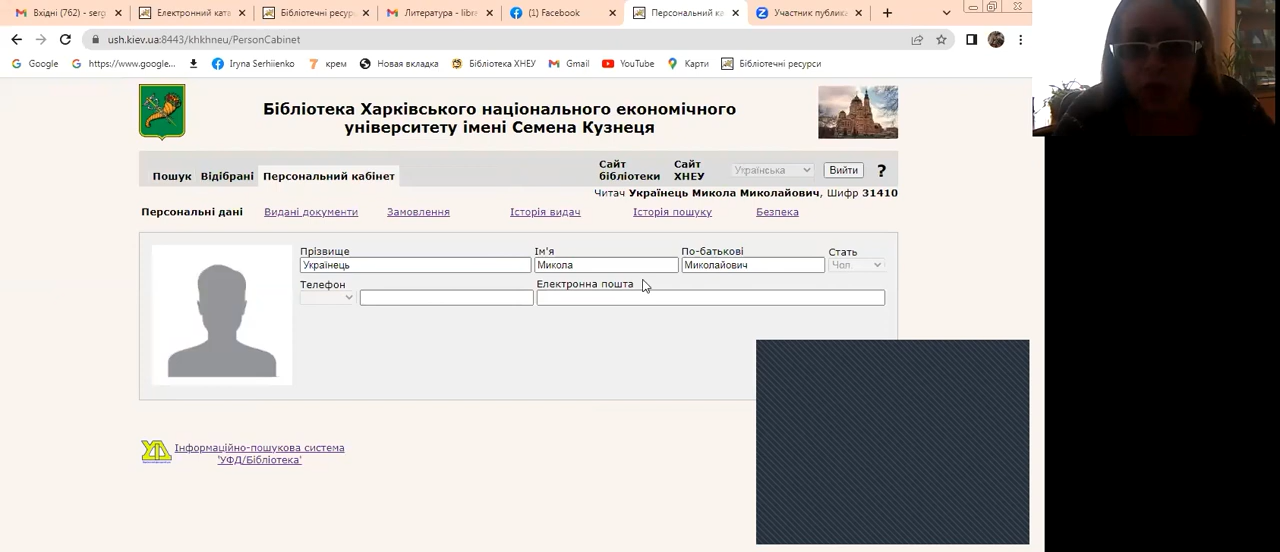 Вхідні (762) - serg
Електронний ката
Бібліотечні ресур
Литература - libra
(1) Facebook
Персональний ка
Участник публика
ush.kiev.ua:8443/khkhneu/PersonCabinet
Google
https://www.google...
Iryna Serhiienko
крем
Новая вкладка
Бібліотека ХНЕУ
Gmail
YouTube
Карти
Бібліотечні ресурси
Бібліотека Харківського національного економічного
університету імені Семена Кузнеця
Пошук Відібрані Персональний кабінет
Сайт бібліотеки
Сайт ХНЕУ
Українська
Вийти
?
Читач Українець Микола Миколайович, Шифр 31410
Персональні дані Видані документи Замовлення Історія видач Історія пошуку Безпека
Прізвище Ім'я По-батькові Стать
Українець Микола Миколайович Чол
Телефон Електронна пошта
УФД
Інформаційно-пошукова система
'УФД/Бібліотека'